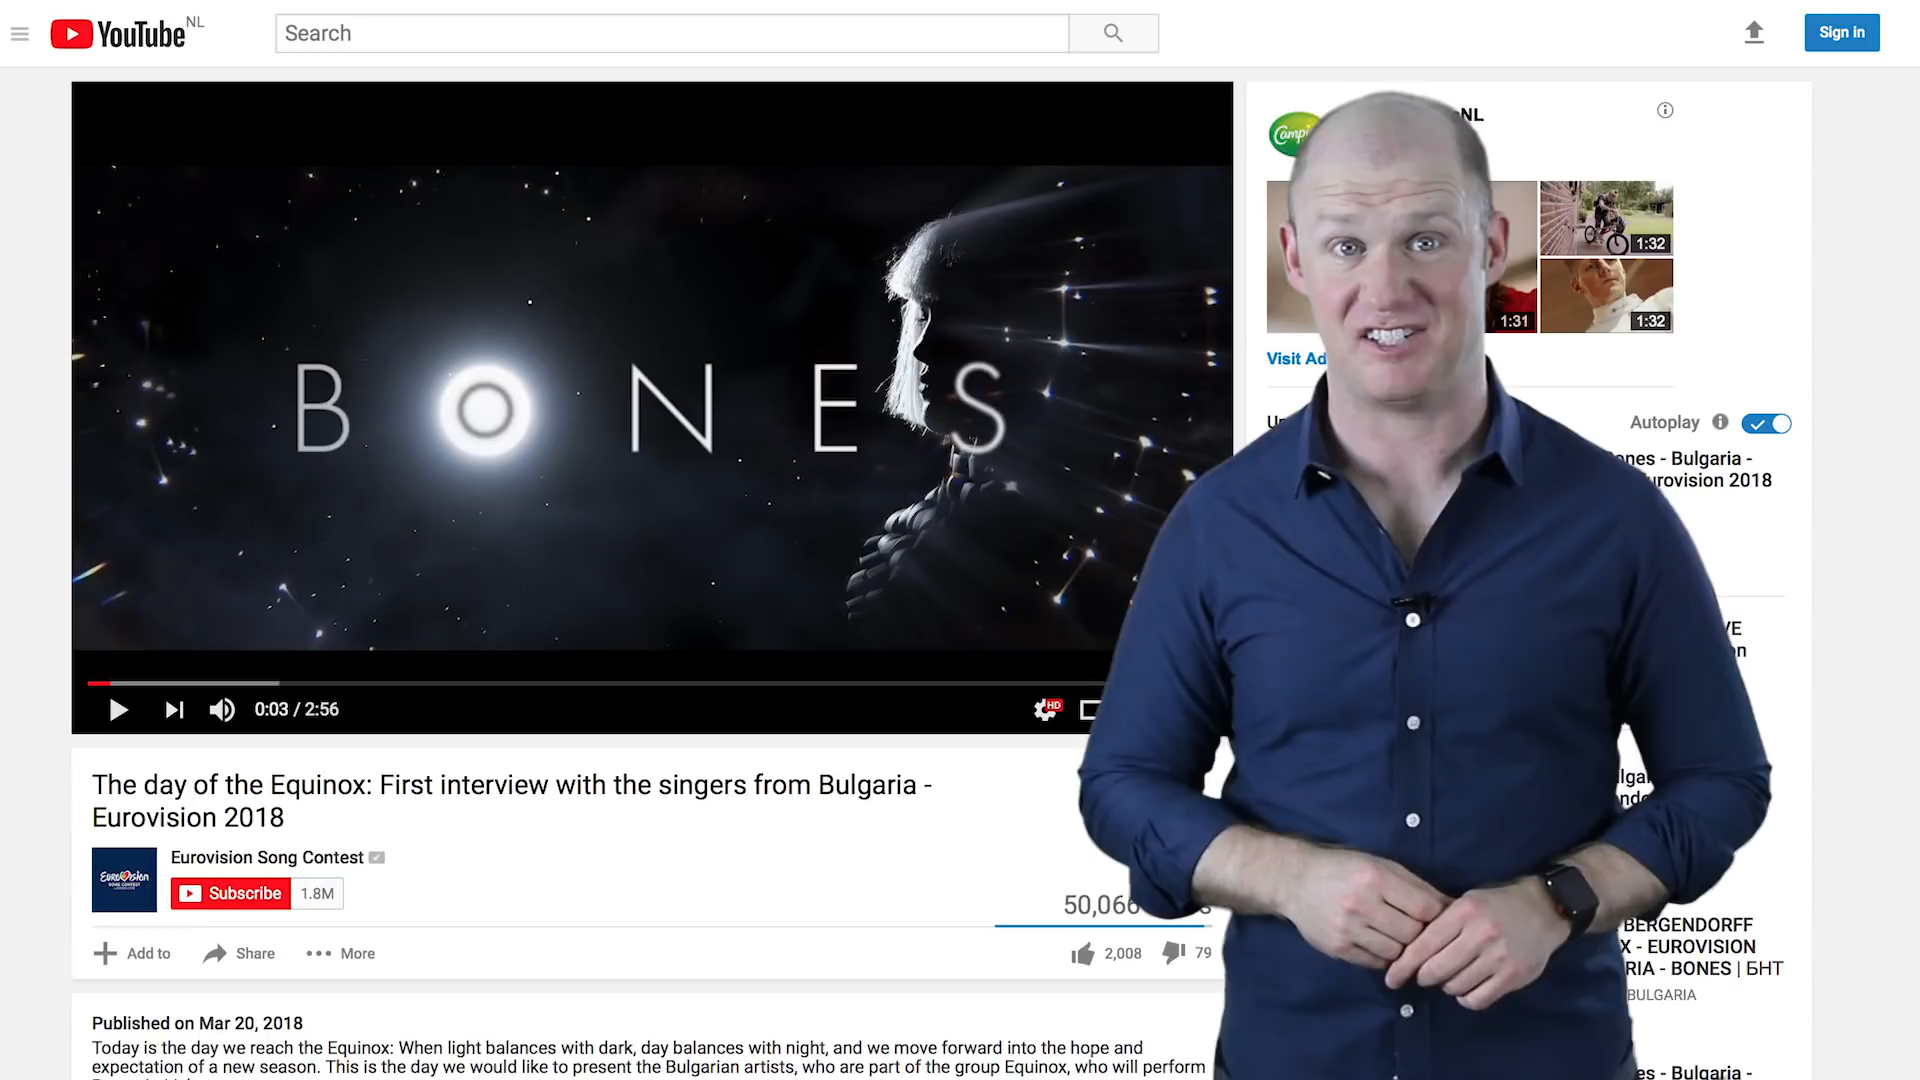 YouTube NL
Search
Sign in
BONES
0:03 / 2:56
HD
The day of the Equinox: First interview with the singers from Bulgaria -
Eurovision 2018
EUROVISION
SONG CONTEST
Eurovision Song Contest
Subscribe 1.8M
50,066
Add to Share More
2,008 79
Published on Mar 20, 2018
Today is the day we reach the Equinox: When light balances with dark, day balances with night, and we move forward into the hope and
expectation of a new season. This is the day we would like to present the Bulgarian artists, who are part of the group Equinox, who will perform
NL
1:32
1:31
1:32
Visit Ad
Autoplay
- Bulgaria -
2018
BERGENDORFF
X - EUROVISION
RIA - BONES | БНТ
BULGARIA
- Bulgaria -